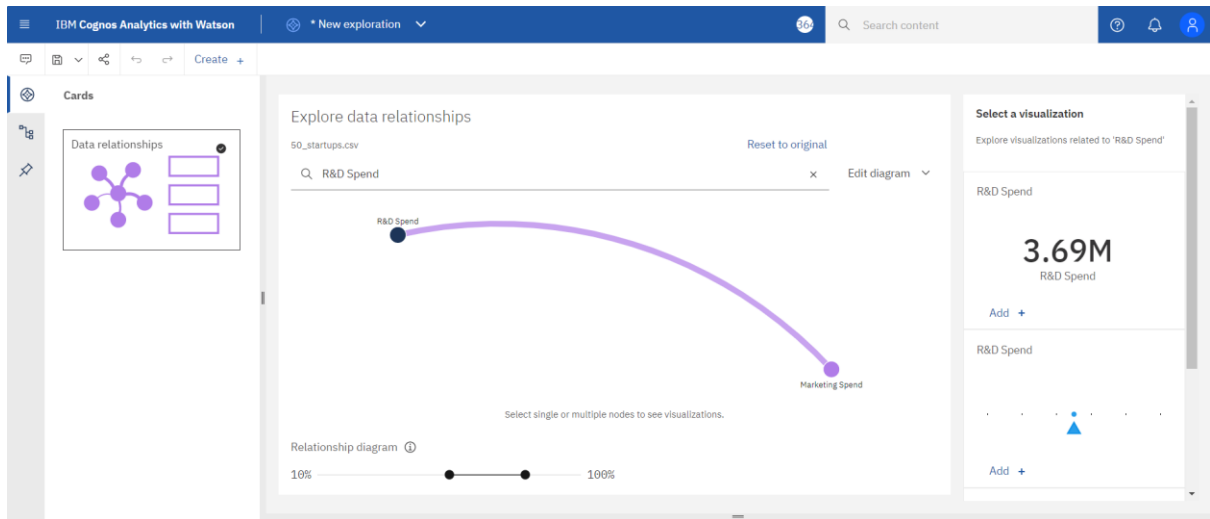 IBM Cognos Analytics with Watson
* New exploration
364
Search content
Create +
Cards
Data relationships
Explore data relationships
50_startups.csv
Reset to original
R&D Spend
×
Edit diagram
R&D Spend
Marketing Spend
Select single or multiple nodes to see visualizations.
Relationship diagram
10%
100%
Select a visualization
Explore visualizations related to 'R&D Spend'
R&D Spend
3.69M
R&D Spend
Add +
R&D Spend
Add +